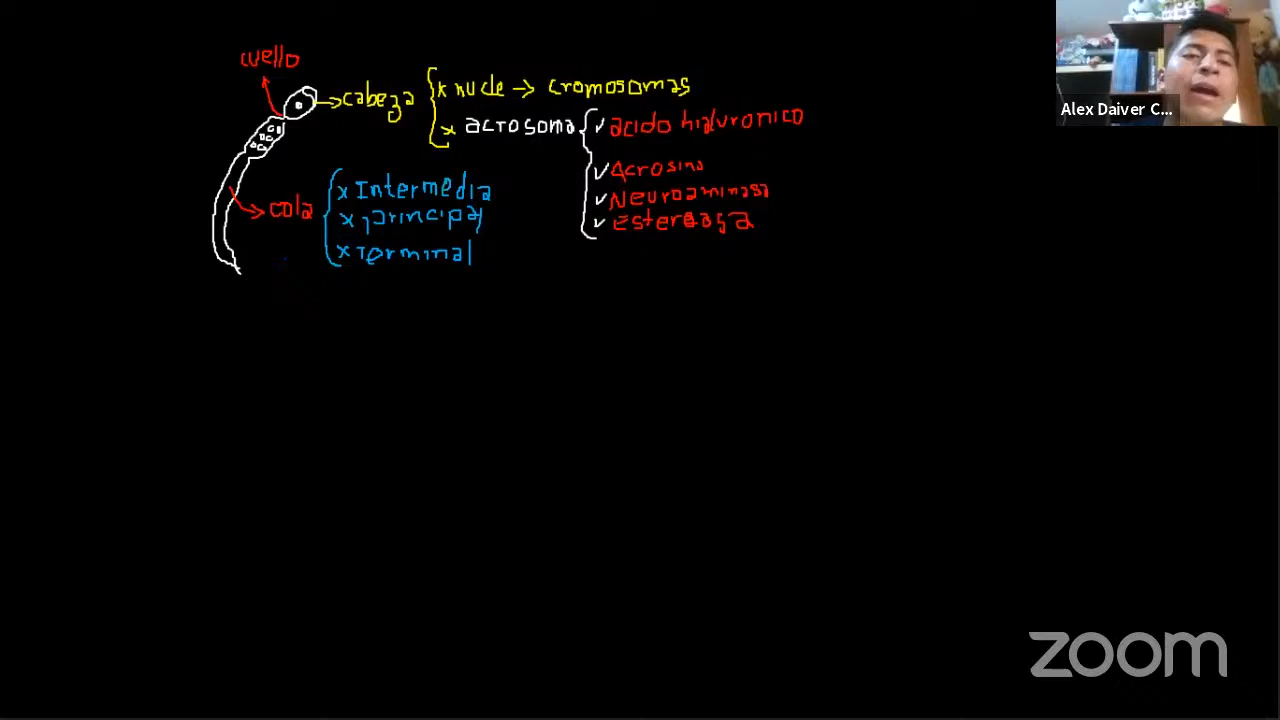 cuello
cabeza
x nucle → cromosomas
x acrosoma
✓ acido hialuronico
✓ Acrosina
✓ Neuroaminasa
✓ Estereasa
cola
x Intermedia
x principal
x Terminal
Alex Daiver C...
zoom